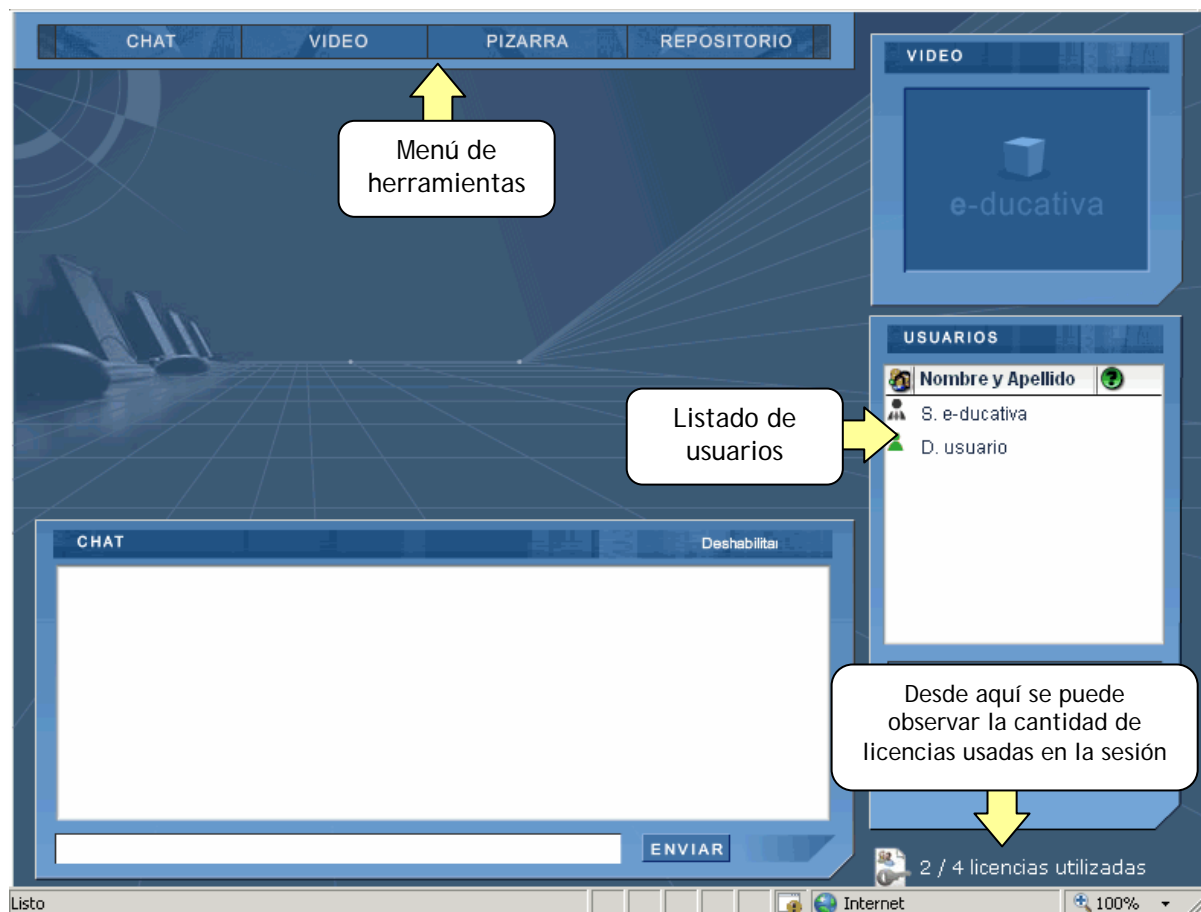 CHAT VIDEO PIZARRA REPOSITORIO
Menú de
herramientas
VIDEO
e-ducativa
USUARIOS
Nombre y Apellido ?
S. e-ducativa
D. usuario
Listado de
usuarios
CHAT Deshabilitar
ENVIAR
Desde aquí se puede
observar la cantidad de
licencias usadas en la sesión
2 / 4 licencias utilizadas
Listo Internet 100%